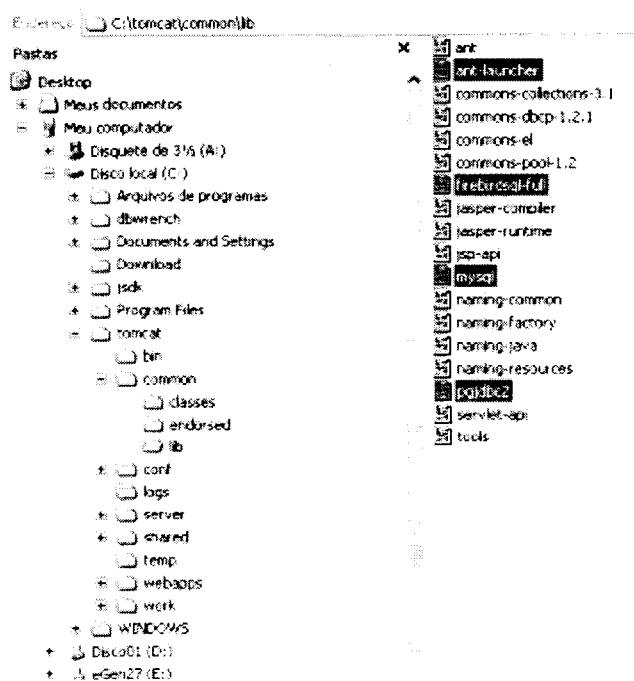 Endereço C:\tomcat\common\lib
Pastas
Desktop
Meus documentos
Meu computador
Disquete de 3½ (A:)
Disco local (C:)
Arquivos de programas
dbwrench
Documents and Settings
Download
jsdk
Program Files
tomcat
bin
common
classes
endorsed
lib
conf
logs
server
shared
temp
webapps
work
WINDOWS
Disco01 (D:)
eGen27 (E:)
ant
ant-launcher
commons-collections-3.1
commons-dbcp-1.2.1
commons-el
commons-pool-1.2
firebirdsql-full
jasper-compiler
jasper-runtime
jsp-api
mysql
naming-common
naming-factory
naming-java
naming-resources
pgjdbc2
servlet-api
tools